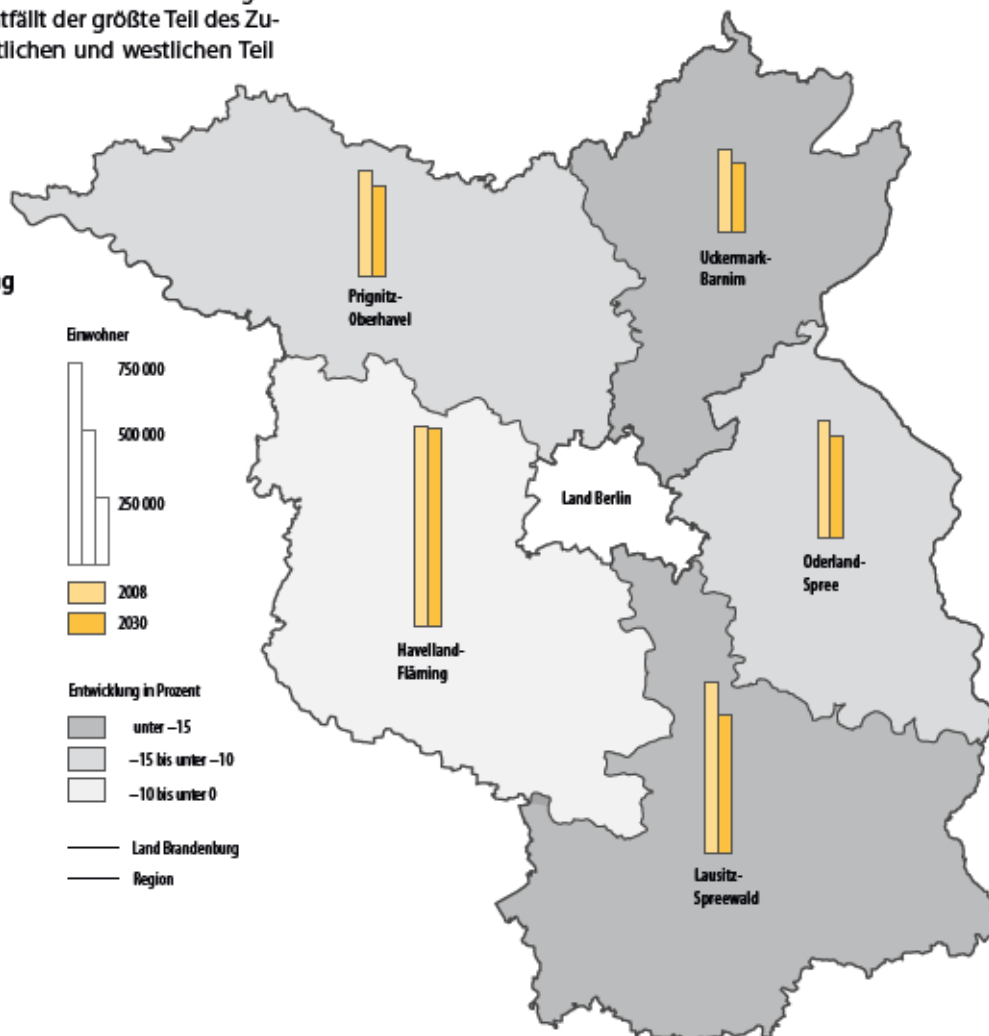 tfällt der größte Teil des Zu-
tlichen und westlichen Teil
Uckermark-
Barnim
Prignitz-
Oberhavel
Einwohner
750 000
500 000
250 000
2008
2030
Land Berlin
Oderland-
Spree
Havelland-
Fläming
Entwicklung in Prozent
unter –15
–15 bis unter –10
–10 bis unter 0
Land Brandenburg
Region
Lausitz-
Spreewald